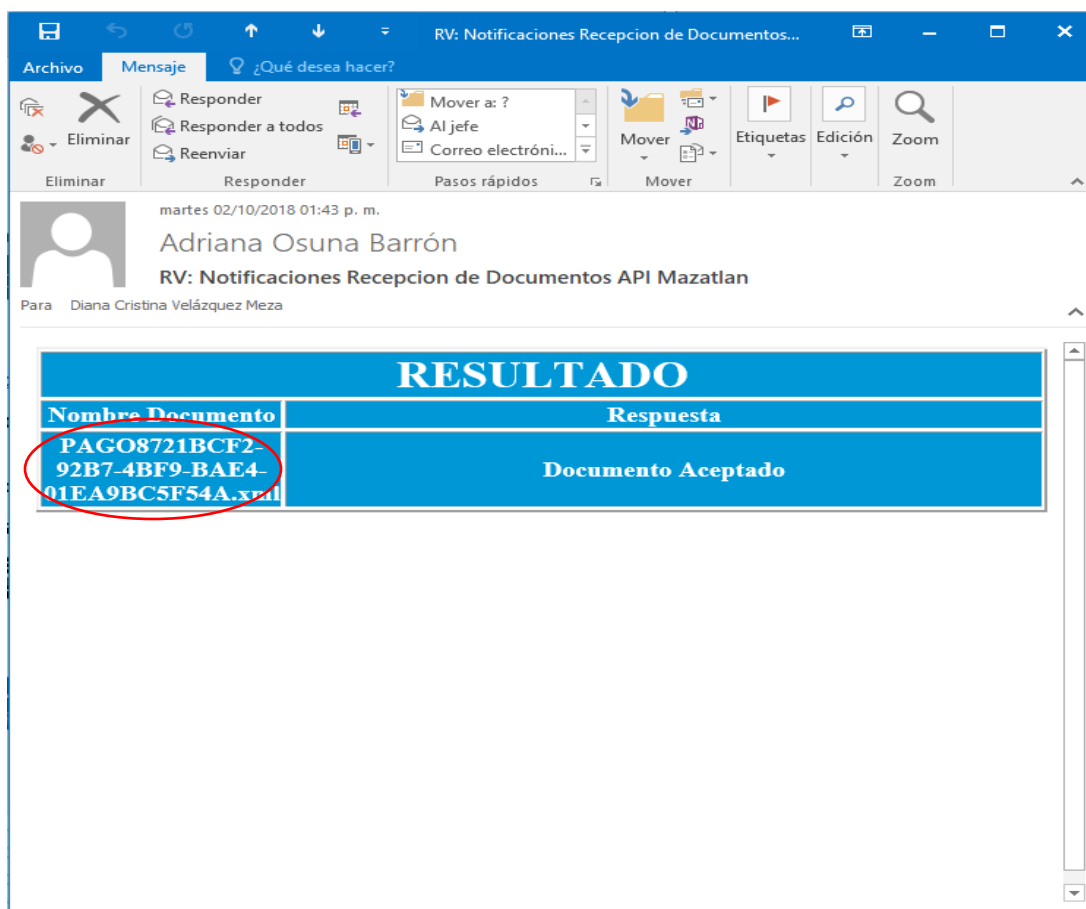 RV: Notificaciones Recepcion de Documentos...
Archivo Mensaje ¿Qué desea hacer?
Eliminar
Responder
Responder a todos
Reenviar
Mover a: ?
Al jefe
Correo electróni...
Mover
Etiquetas
Edición
Zoom
Eliminar Responder Pasos rápidos Mover Zoom
martes 02/10/2018 01:43 p. m.
Adriana Osuna Barrón
RV: Notificaciones Recepcion de Documentos API Mazatlan
Para Diana Cristina Velázquez Meza
RESULTADO
Nombre Documento Respuesta
PAGO8721BCF2-
92B7-4BF9-BAE4-
01EA9BC5F54A.xml
Documento Aceptado